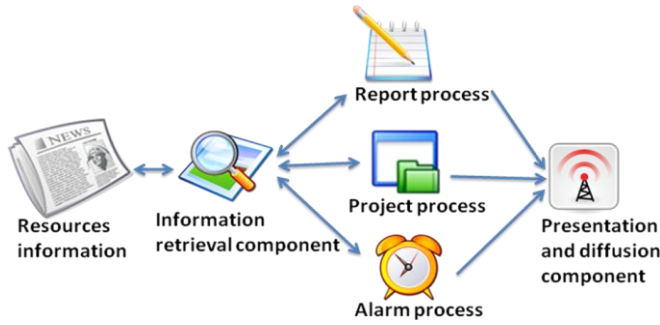 NEWS
Report process
Resources
information
Information
retrieval component
Project process
Presentation
and diffusion
component
Alarm process